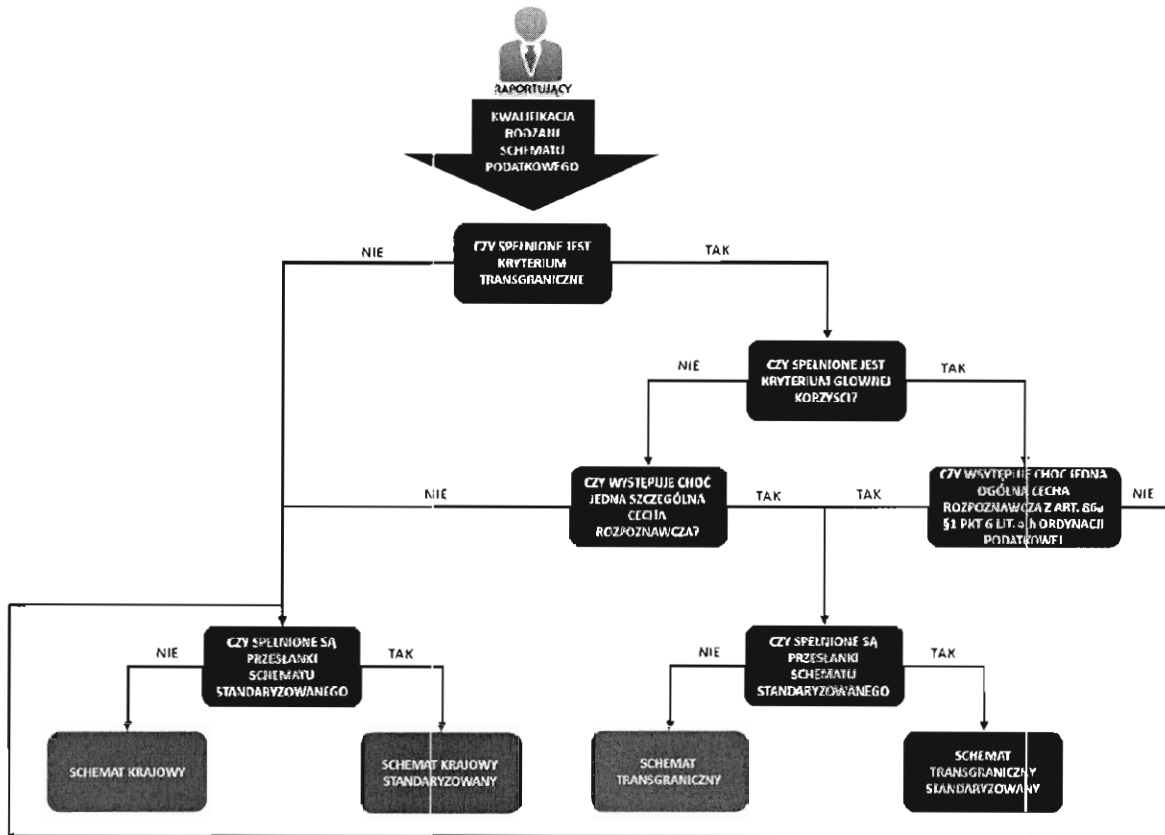 RAPORTUJĄCY
KWALIFIKACJA
RODZAJU
SCHEMATU
PODATKOWEGO
CZY SPEŁNIONE JEST
KRYTERIUM
TRANSGRANICZNE
NIE
TAK
CZY SPEŁNIONE JEST
KRYTERIUM GŁOWNEJ
KORZYSCI?
NIE
TAK
CZY WYSTĘPUJE CHOĆ
JEDNA SZCZEGÓLNA
CECHA
ROZPOZNAWCZA?
NIE
TAK
TAK
CZY WSYTĘPUJE CHOĆ JEDNA
OGÓLNA CECHA
ROZPOZNAWCZA Z ART. 86a
§1 PKT 6 LIT. a-h ORDYNACJI
PODATKOWEJ
NIE
CZY SPEŁNIONE SĄ
PRZESŁANKI
SCHEMATU
STANDARYZOWANEGO
NIE
TAK
CZY SPEŁNIONE SĄ
PRZESŁANKI
SCHEMATU
STANDARYZOWANEGO
NIE
TAK
SCHEMAT KRAJOWY
SCHEMAT KRAJOWY
STANDARYZOWANY
SCHEMAT
TRANSGRANICZNY
SCHEMAT
TRANSGRANICZNY
STANDARYZOWANY